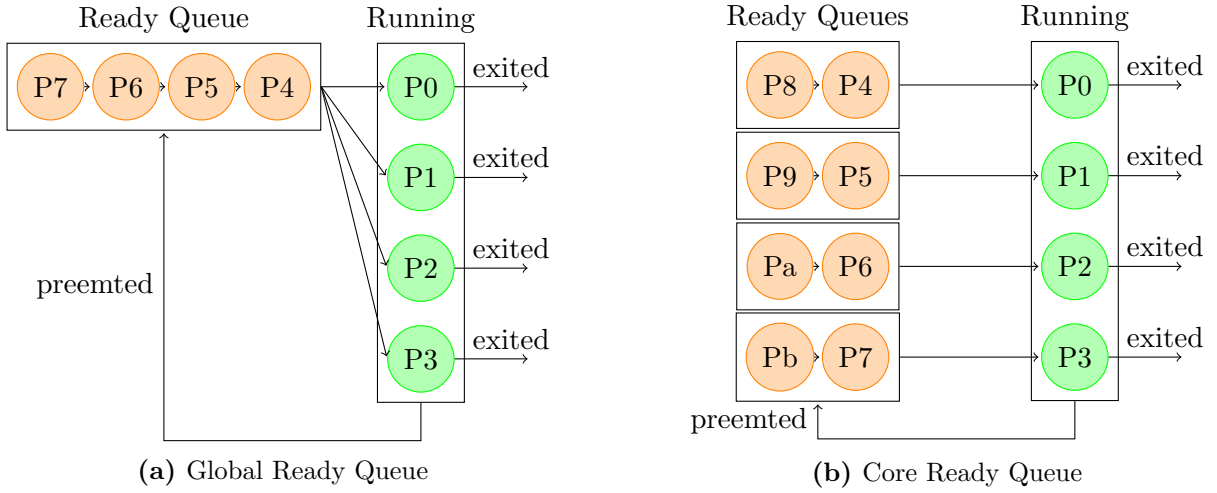 Ready Queue
Running
P7 P6 P5 P4
P0
exited
P1
exited
P2
exited
P3
exited
preemted
(a) Global Ready Queue
Ready Queues
Running
P8 P4
P0
exited
P9 P5
P1
exited
Pa P6
P2
exited
Pb P7
P3
exited
preemted
(b) Core Ready Queue